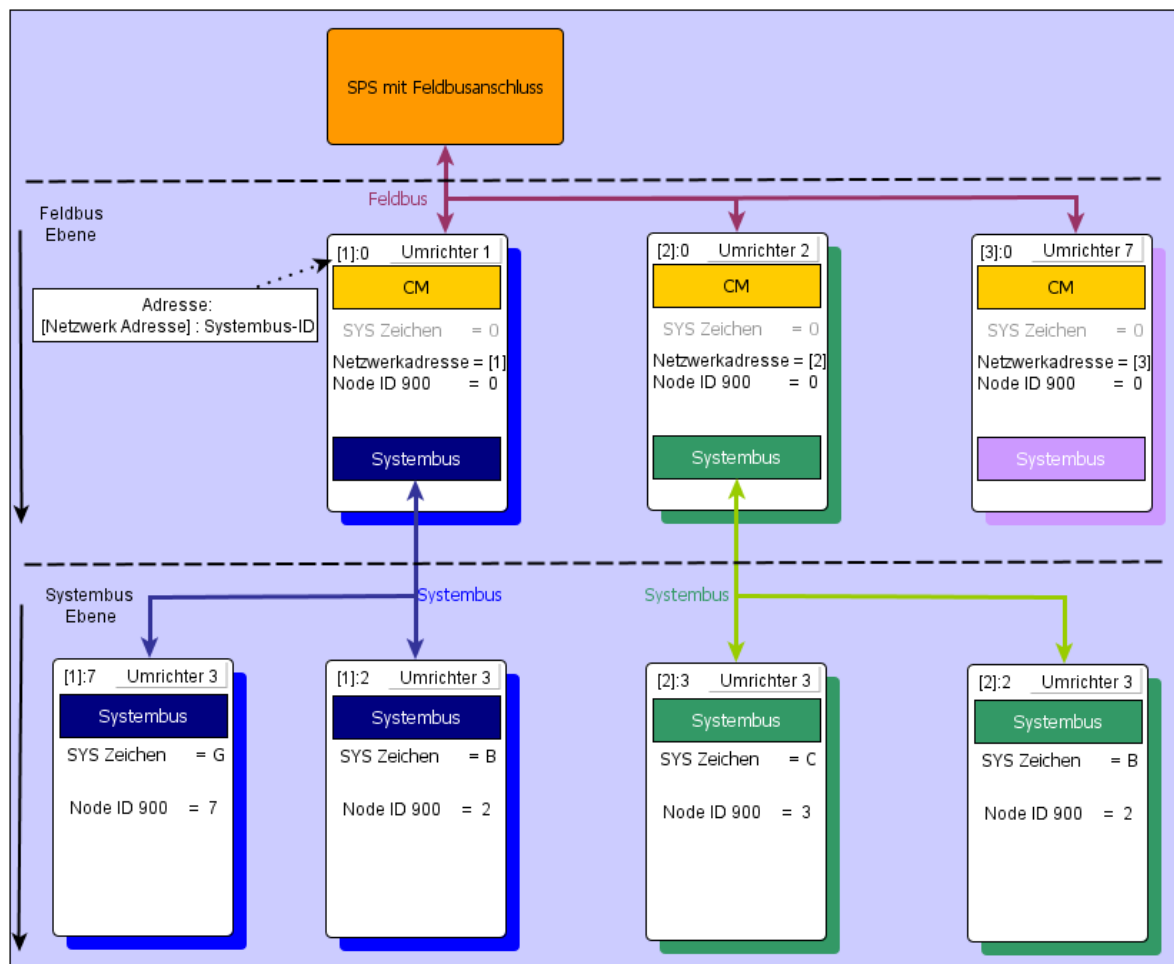 SPS mit Feldbusanschluss
Feldbus
Feldbus
Ebene
Adresse:
[Netzwerk Adresse] : Systembus-ID
[1]:0 Umrichter 1
CM
SYS Zeichen = 0
Netzwerkadresse = [1]
Node ID 900 = 0
Systembus
[2]:0 Umrichter 2
CM
SYS Zeichen = 0
Netzwerkadresse = [2]
Node ID 900 = 0
Systembus
[3]:0 Umrichter 7
CM
SYS Zeichen = 0
Netzwerkadresse = [3]
Node ID 900 = 0
Systembus
Systembus
Ebene
Systembus
Systembus
[1]:7 Umrichter 3
Systembus
SYS Zeichen = G
Node ID 900 = 7
[1]:2 Umrichter 3
Systembus
SYS Zeichen = B
Node ID 900 = 2
[2]:3 Umrichter 3
Systembus
SYS Zeichen = C
Node ID 900 = 3
[2]:2 Umrichter 3
Systembus
SYS Zeichen = B
Node ID 900 = 2